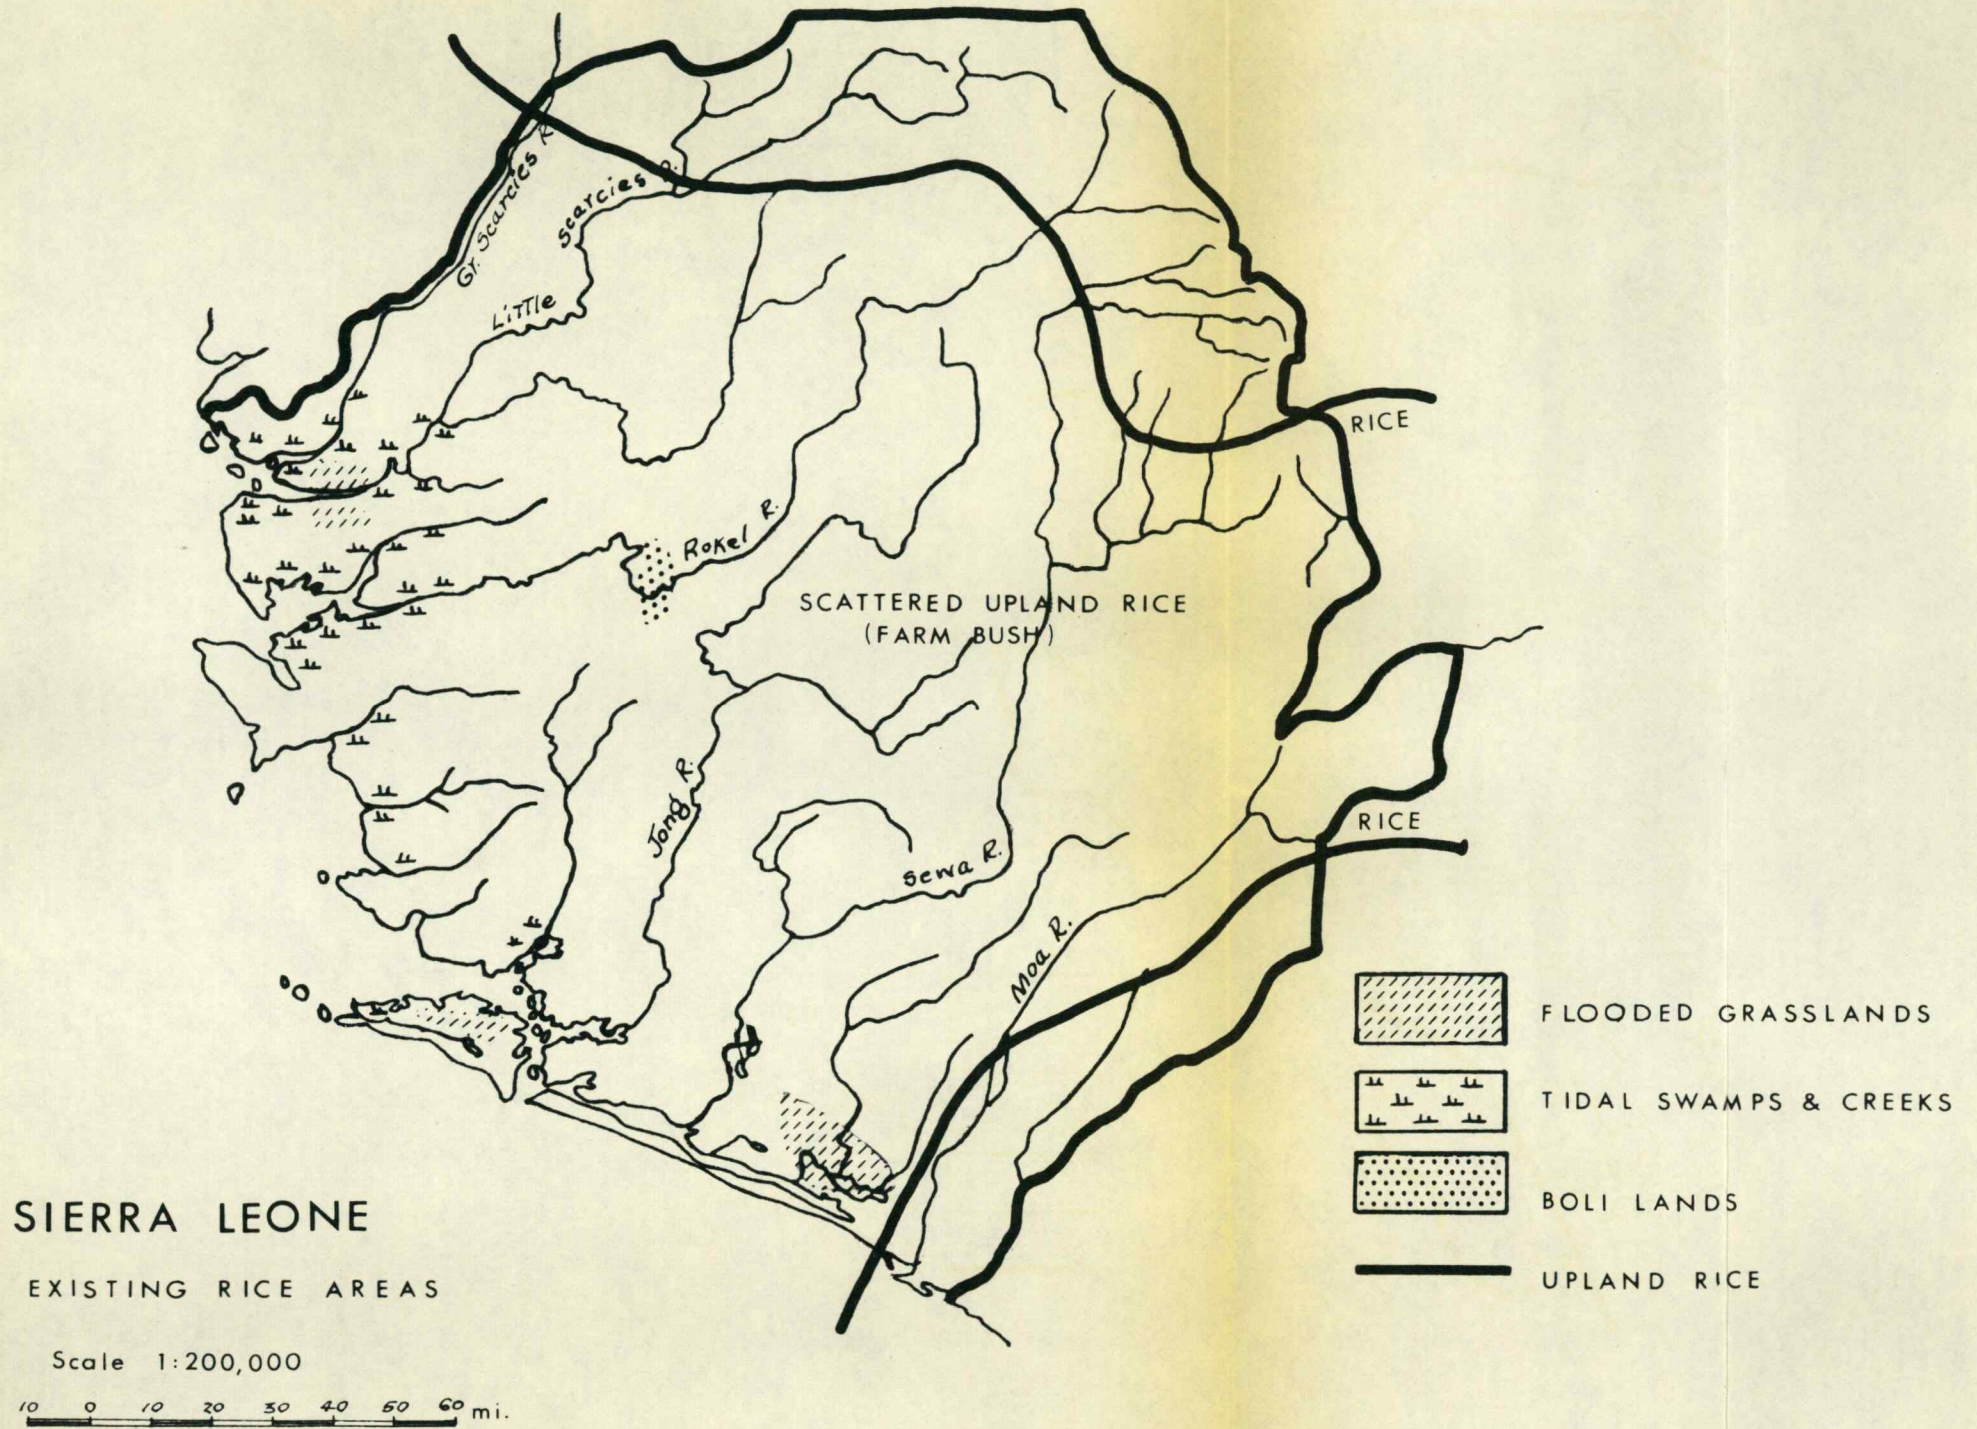 Gr. Scarcies R.
Little Scarcies R.
RICE
Rokel R.
SCATTERED UPLAND RICE
(FARM BUSH)
Jong R.
Sewa R.
RICE
Moa R.
FLOODED GRASSLANDS
TIDAL SWAMPS & CREEKS
BOLI LANDS
UPLAND RICE
SIERRA LEONE
EXISTING RICE AREAS
Scale 1:200,000
10 0 10 20 30 40 50 60 mi.